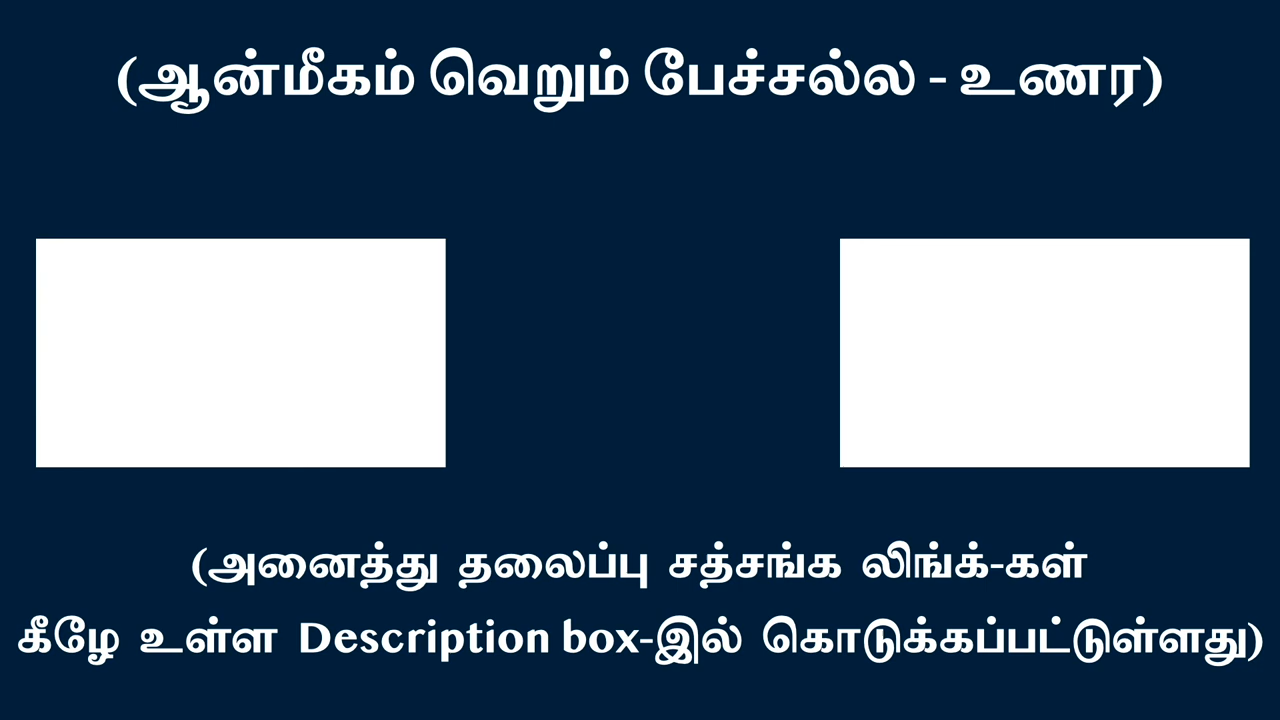 (ஆன்மீகம் வெறும் பேச்சல்ல - உணர)
(அனைத்து தலைப்பு சத்சங்க லிங்க்-கள்
கீழே உள்ள Description box-இல் கொடுக்கப்பட்டுள்ளது)